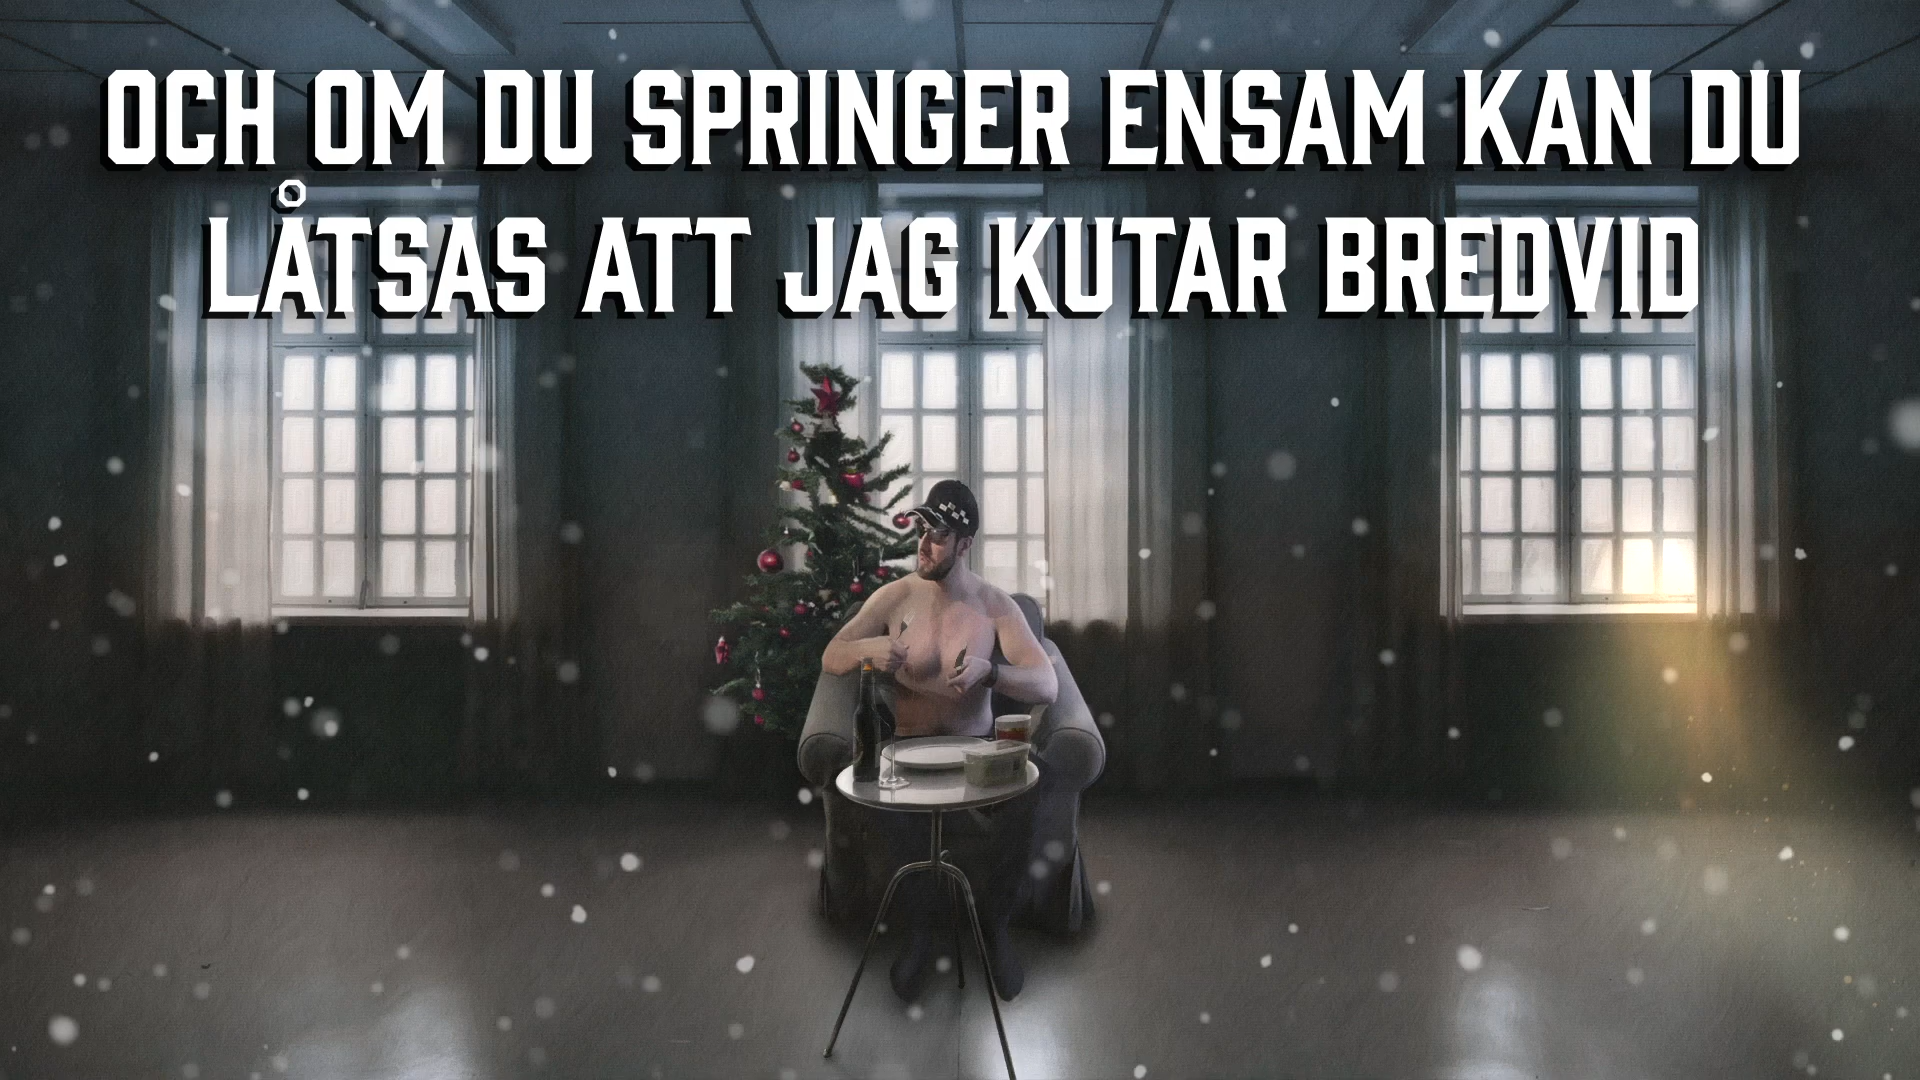 OCH OM DU SPRINGER ENSAM KAN DU
LÅTSAS ATT JAG KUTAR BREDVID